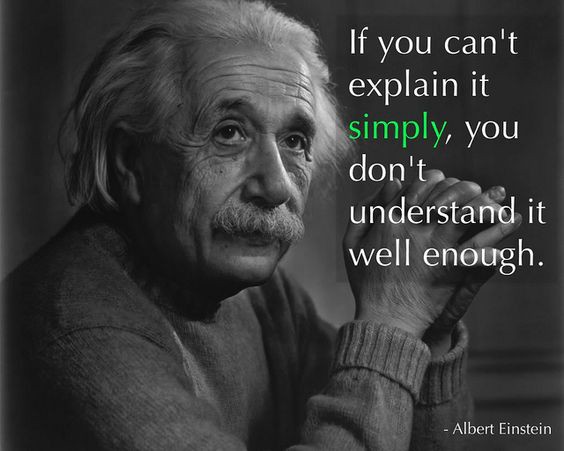 If you can't
explain it
simply, you
don't
understand it
well enough.
- Albert Einstein